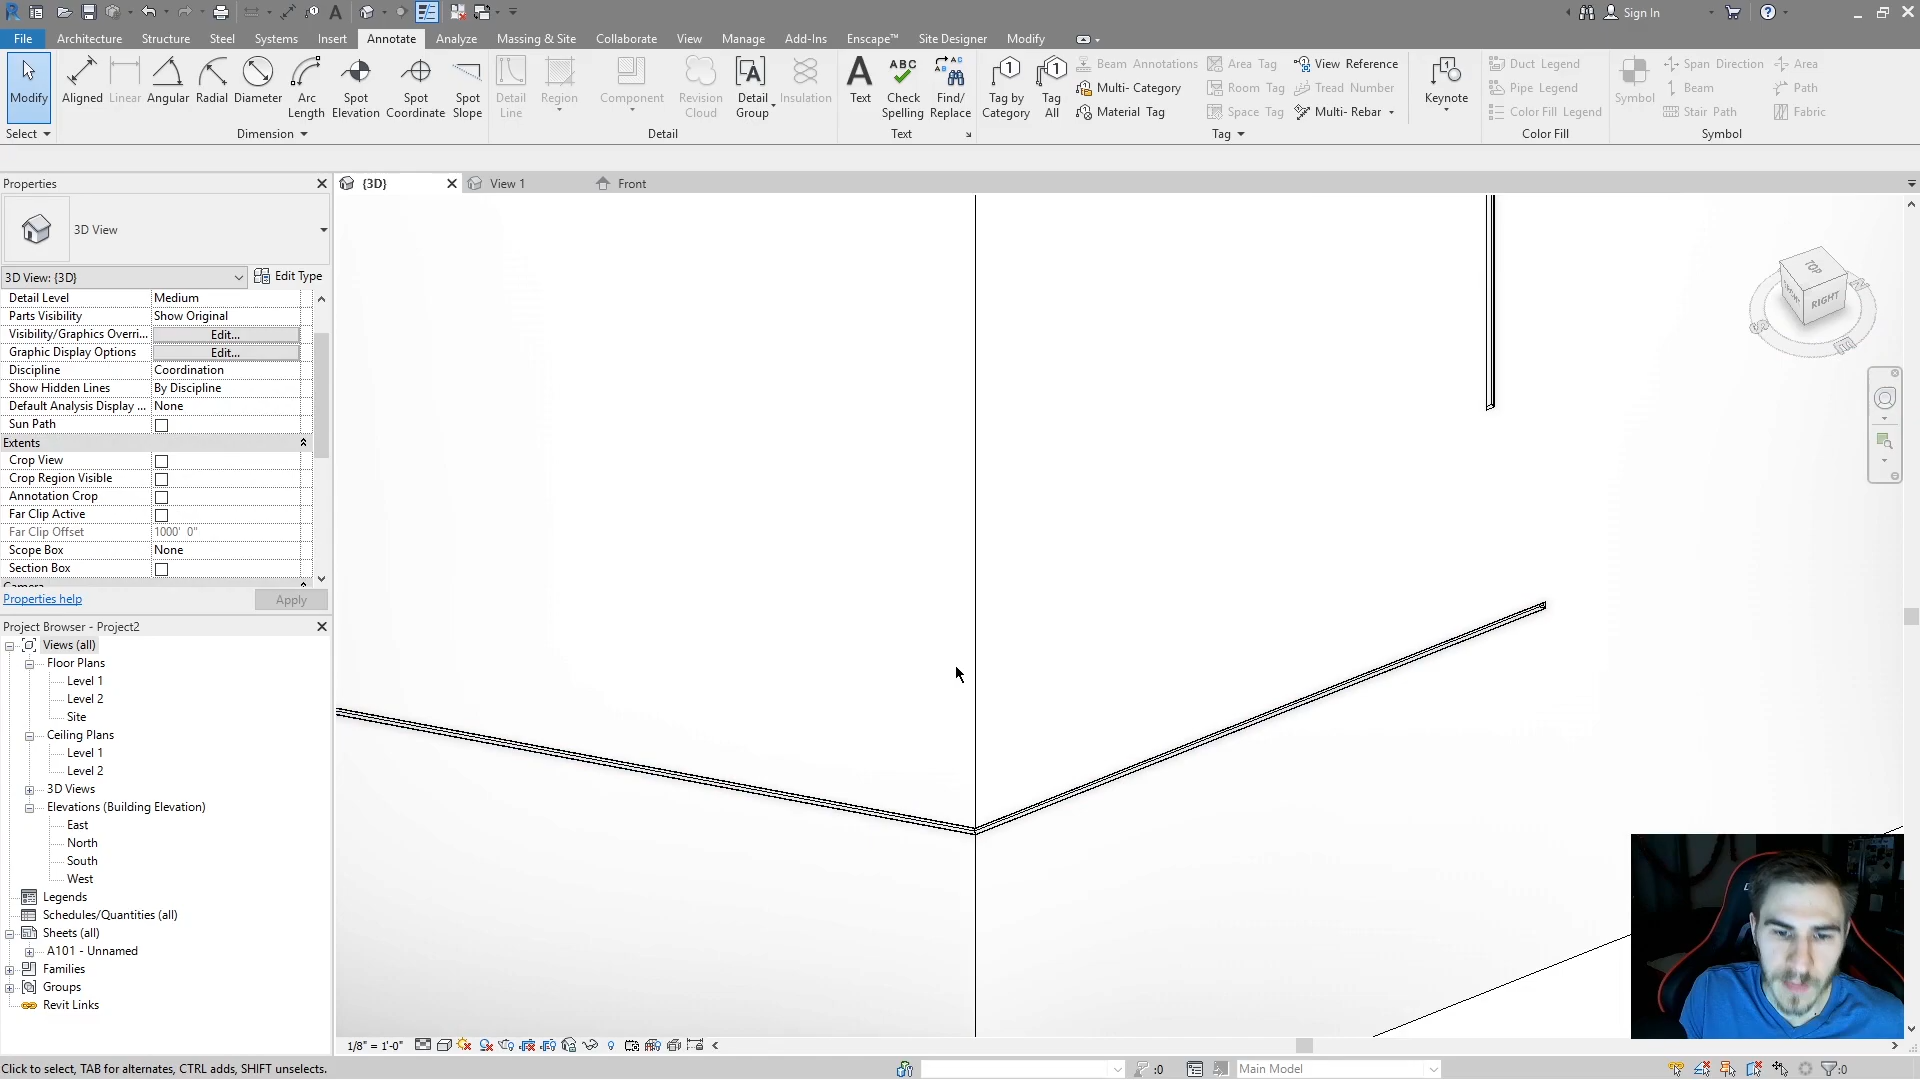 Sign In
File Architecture Structure Steel Systems Insert Annotate Analyze Massing & Site Collaborate View Manage Add-Ins Enscape™ Site Designer Modify
Modify
Select
Aligned Linear Angular Radial Diameter Arc Length Spot Elevation Spot Coordinate Spot Slope
Dimension
Detail Line Region Component Revision Cloud Detail Group Insulation
Detail
Text Check Spelling Find/ Replace
Text
Tag by Category Tag All
Beam Annotations Area Tag View Reference
Multi- Category Room Tag Tread Number
Material Tag Space Tag Multi- Rebar
Tag
Keynote
Duct Legend
Pipe Legend
Color Fill Legend
Color Fill
Symbol
Span Direction Area
Beam Path
Stair Path Fabric
Symbol
Properties
{3D} View 1 Front
3D View
3D View: {3D} Edit Type
Detail Level Medium
Parts Visibility Show Original
Visibility/Graphics Overri... Edit...
Graphic Display Options Edit...
Discipline Coordination
Show Hidden Lines By Discipline
Default Analysis Display ... None
Sun Path
Extents
Crop View
Crop Region Visible
Annotation Crop
Far Clip Active
Far Clip Offset 1000' 0"
Scope Box None
Section Box
Properties help Apply
Project Browser - Project2
Views (all)
Floor Plans
Level 1
Level 2
Site
Ceiling Plans
Level 1
Level 2
3D Views
Elevations (Building Elevation)
East
North
South
West
Legends
Schedules/Quantities (all)
Sheets (all)
A101 - Unnamed
Families
Groups
Revit Links
TOP
RIGHT
1/8" = 1'-0"
Click to select, TAB for alternates, CTRL adds, SHIFT unselects.
:0
Main Model
:0